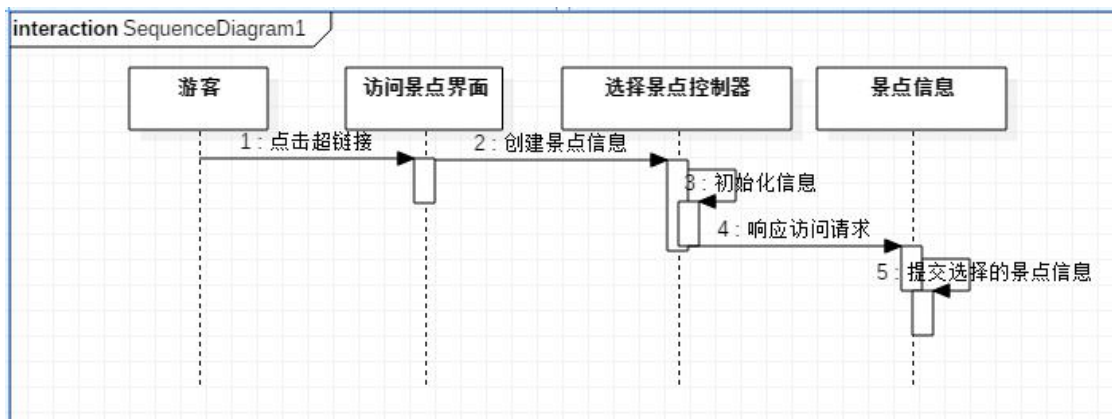 interaction SequenceDiagram1
游客 访问景点界面 选择景点控制器 景点信息
1 : 点击超链接
2 : 创建景点信息
3 : 初始化信息
4 : 响应访问请求
5 : 提交选择的景点信息